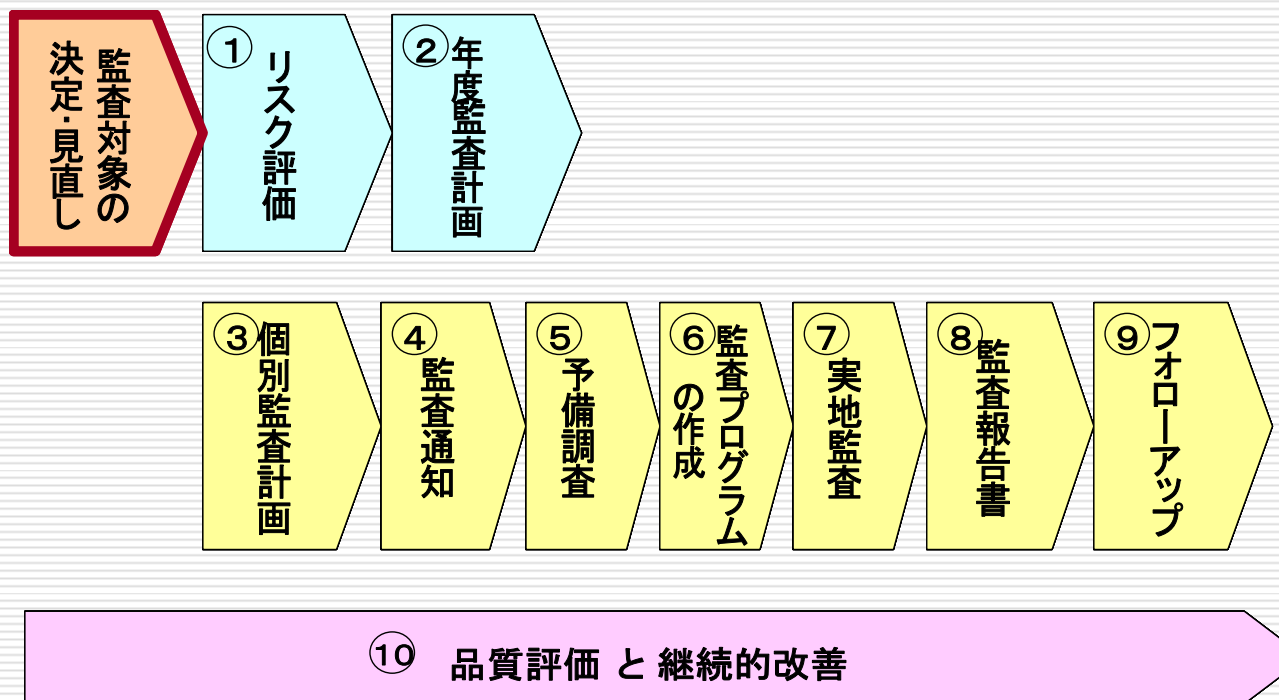 監査対象の
決定・見直し
①
リスク評価
②
年度監査計画
③
個別監査計画
④
監査通知
⑤
予備調査
⑥
監査プログラム
の作成
⑦
実地監査
⑧
監査報告書
⑨
フォローアップ
⑩ 品質評価 と 継続的改善